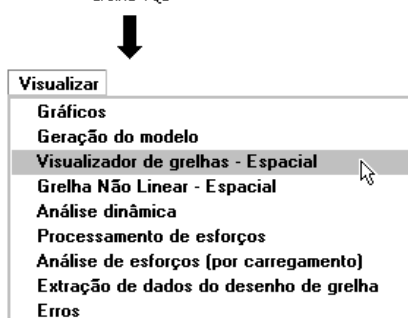 Visualizar
Gráficos
Geração do modelo
Visualizador de grelhas - Espacial
Grelha Não Linear - Espacial
Análise dinâmica
Processamento de esforços
Análise de esforços (por carregamento)
Extração de dados do desenho de grelha
Erros